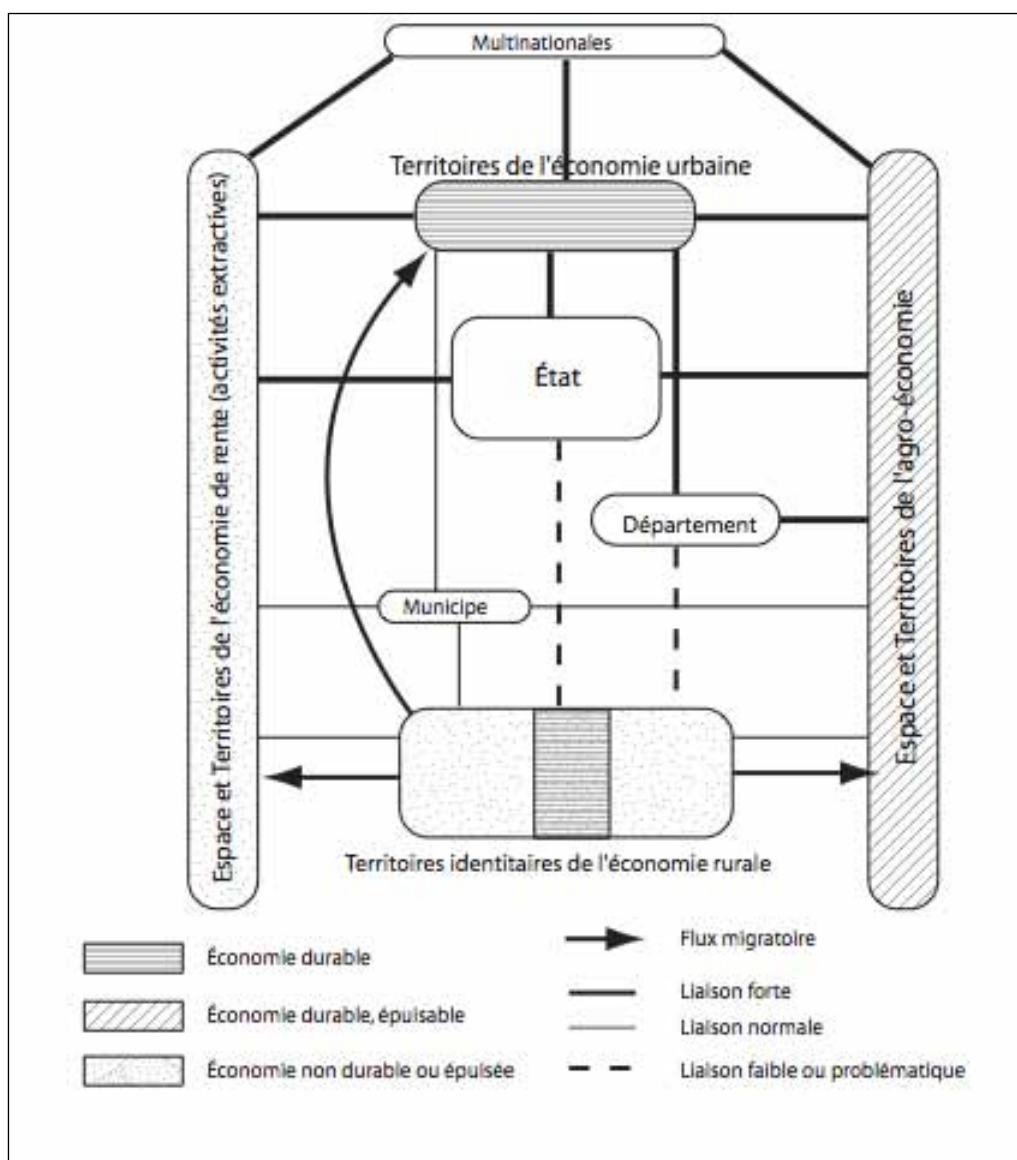 Multinationales
Territoires de l'économie urbaine
Espace et Territoires de l'économie de rente (activités extractives)
État
Espace et Territoires de l'agro-économie
Département
Municipe
Territoires identitaires de l'économie rurale
Économie durable
Économie durable, épuisable
Économie non durable ou épuisée
Flux migratoire
Liaison forte
Liaison normale
Liaison faible ou problématique